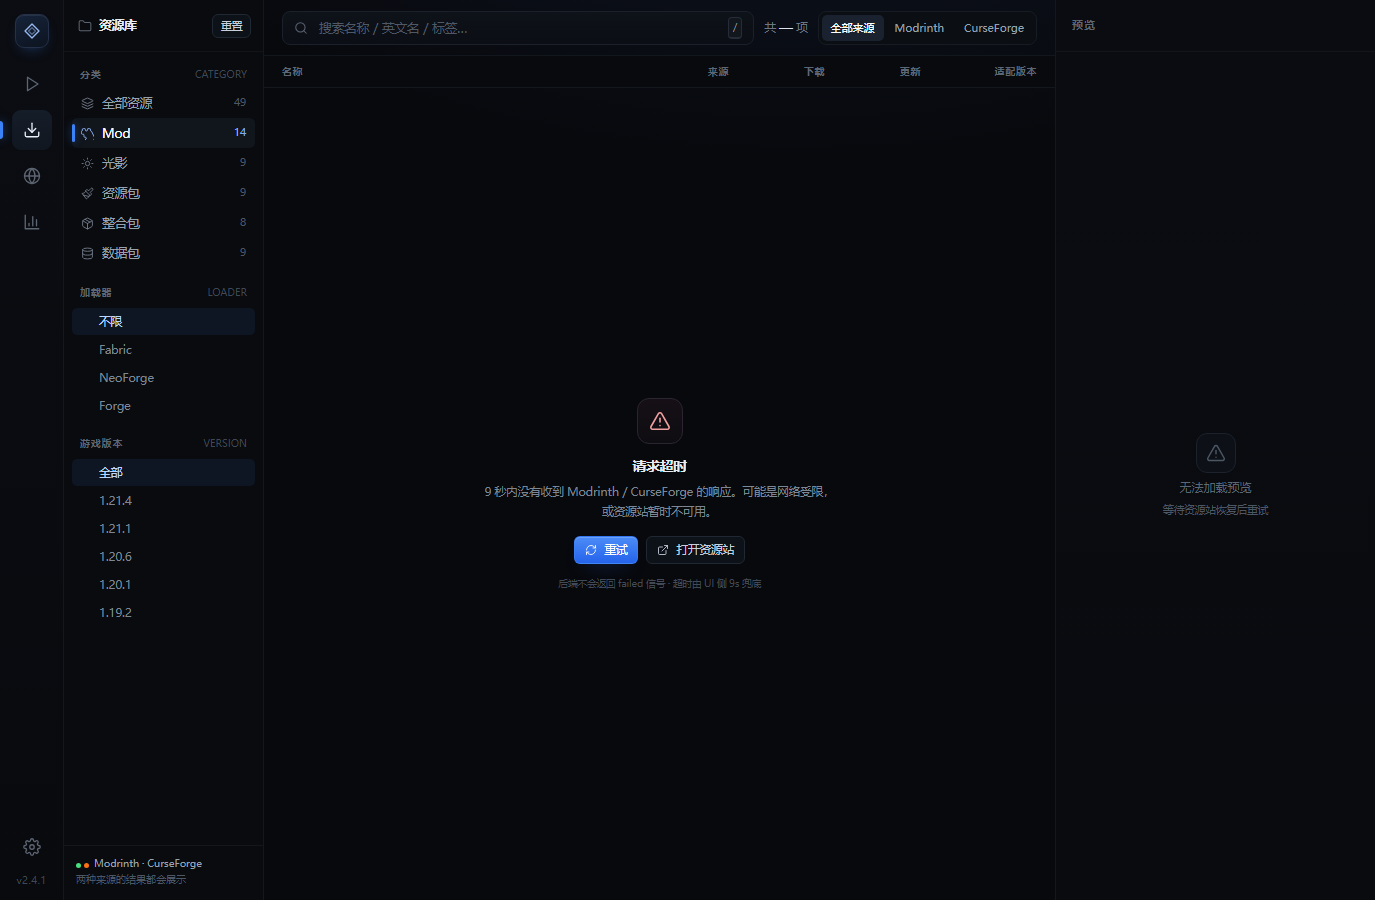 资源库
重置
搜索名称 / 英文名 / 标签...
/
共 — 项
全部来源
Modrinth
CurseForge
预览
分类
CATEGORY
全部资源
49
Mod
14
光影
9
资源包
9
整合包
8
数据包
9
加载器
LOADER
不限
Fabric
NeoForge
Forge
游戏版本
VERSION
全部
1.21.4
1.21.1
1.20.6
1.20.1
1.19.2
Modrinth · CurseForge
两种来源的结果都会展示
v2.4.1
名称
来源
下载
更新
适配版本
请求超时
9 秒内没有收到 Modrinth / CurseForge 的响应。可能是网络受限，
或资源站暂时不可用。
重试
打开资源站
后端不会返回 failed 信号 · 超时由 UI 侧 9s 兜底
无法加载预览
等待资源站恢复后重试